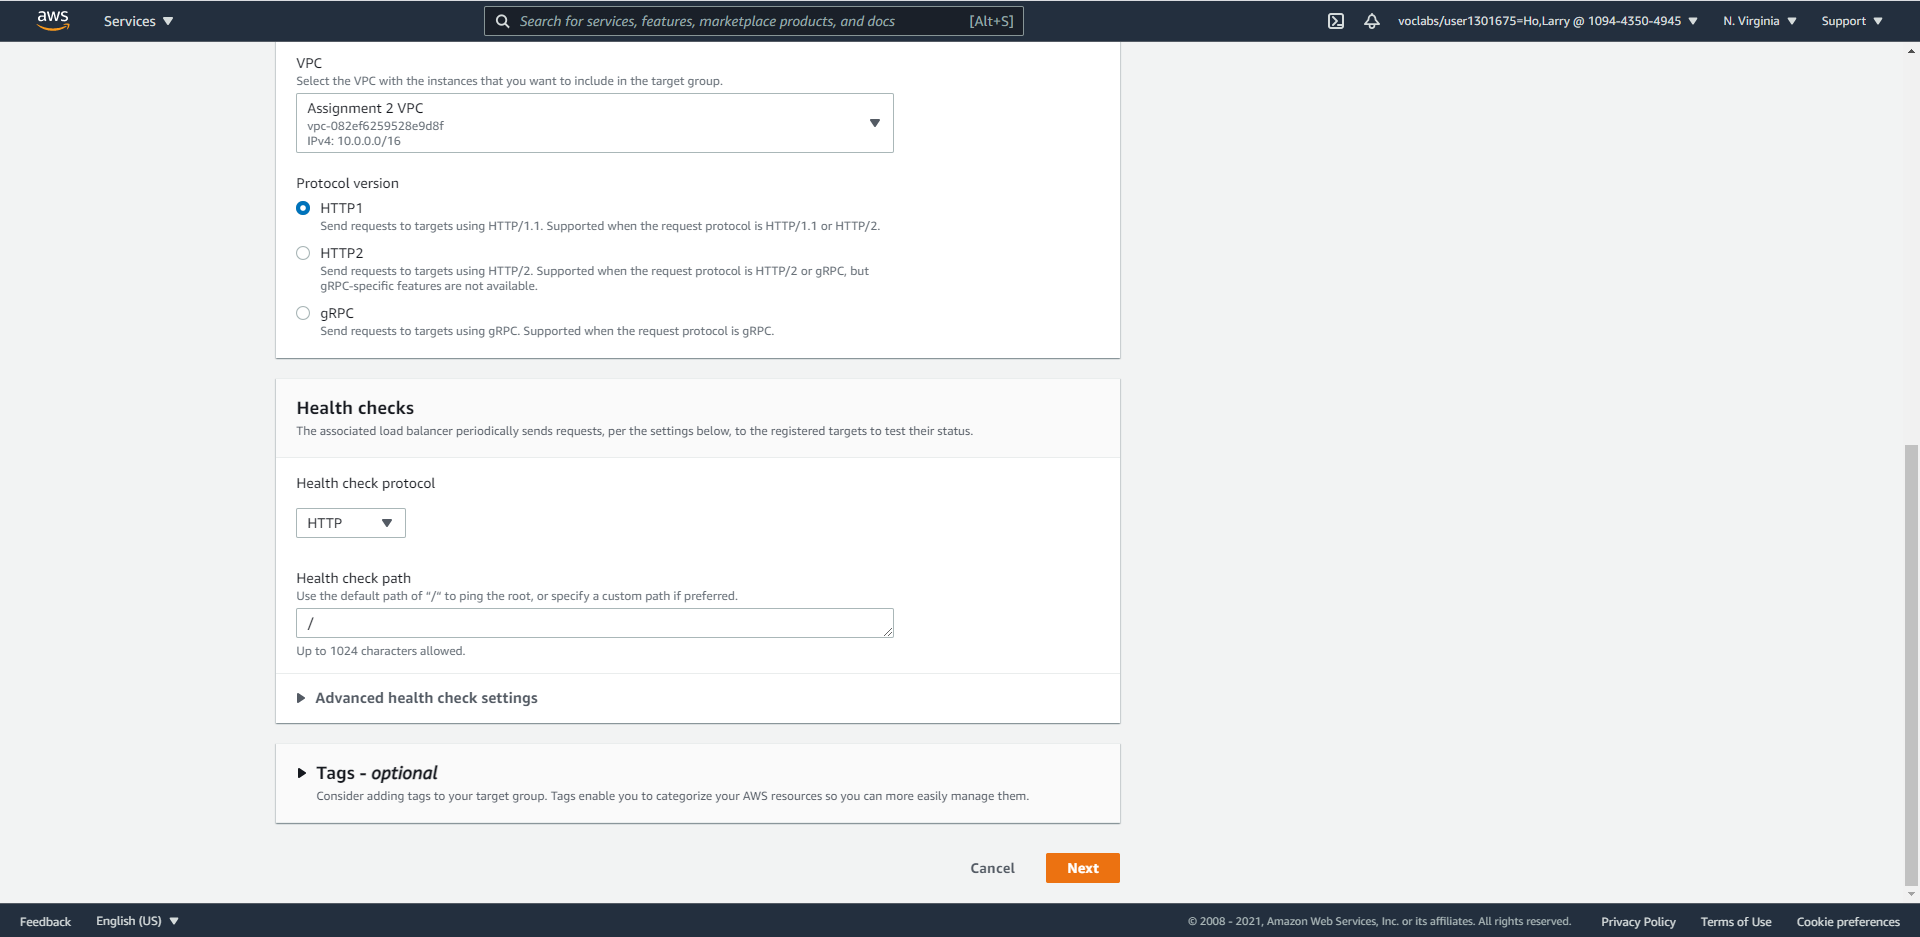 aws
Services
Search for services, features, marketplace products, and docs [Alt+S]
voclabs/user1301675=Ho,Larry @ 1094-4350-4945
N. Virginia
Support
VPC
Select the VPC with the instances that you want to include in the target group.
Assignment 2 VPC
vpc-082ef6259528e9d8f
IPv4: 10.0.0.0/16
Protocol version
HTTP1
Send requests to targets using HTTP/1.1. Supported when the request protocol is HTTP/1.1 or HTTP/2.
HTTP2
Send requests to targets using HTTP/2. Supported when the request protocol is HTTP/2 or gRPC, but
gRPC-specific features are not available.
gRPC
Send requests to targets using gRPC. Supported when the request protocol is gRPC.
Health checks
The associated load balancer periodically sends requests, per the settings below, to the registered targets to test their status.
Health check protocol
HTTP
Health check path
Use the default path of “/” to ping the root, or specify a custom path if preferred.
/
Up to 1024 characters allowed.
Advanced health check settings
Tags - optional
Consider adding tags to your target group. Tags enable you to categorize your AWS resources so you can more easily manage them.
Cancel
Next
Feedback
English (US)
© 2008 - 2021, Amazon Web Services, Inc. or its affiliates. All rights reserved.
Privacy Policy
Terms of Use
Cookie preferences